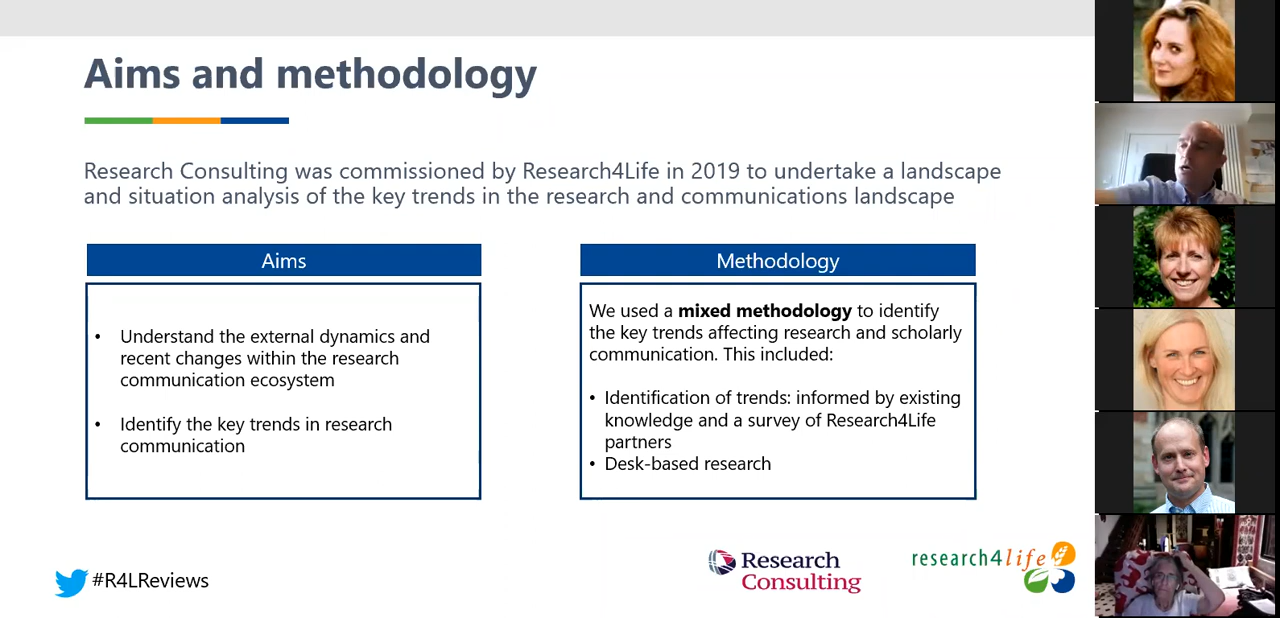 Aims and methodology
Research Consulting was commissioned by Research4Life in 2019 to undertake a landscape
and situation analysis of the key trends in the research and communications landscape
Aims
• Understand the external dynamics and
recent changes within the research
communication ecosystem
• Identify the key trends in research
communication
Methodology
We used a mixed methodology to identify
the key trends affecting research and scholarly
communication. This included:
• Identification of trends: informed by existing
knowledge and a survey of Research4Life
partners
• Desk-based research
#R4LReviews
Research
Consulting
research4life